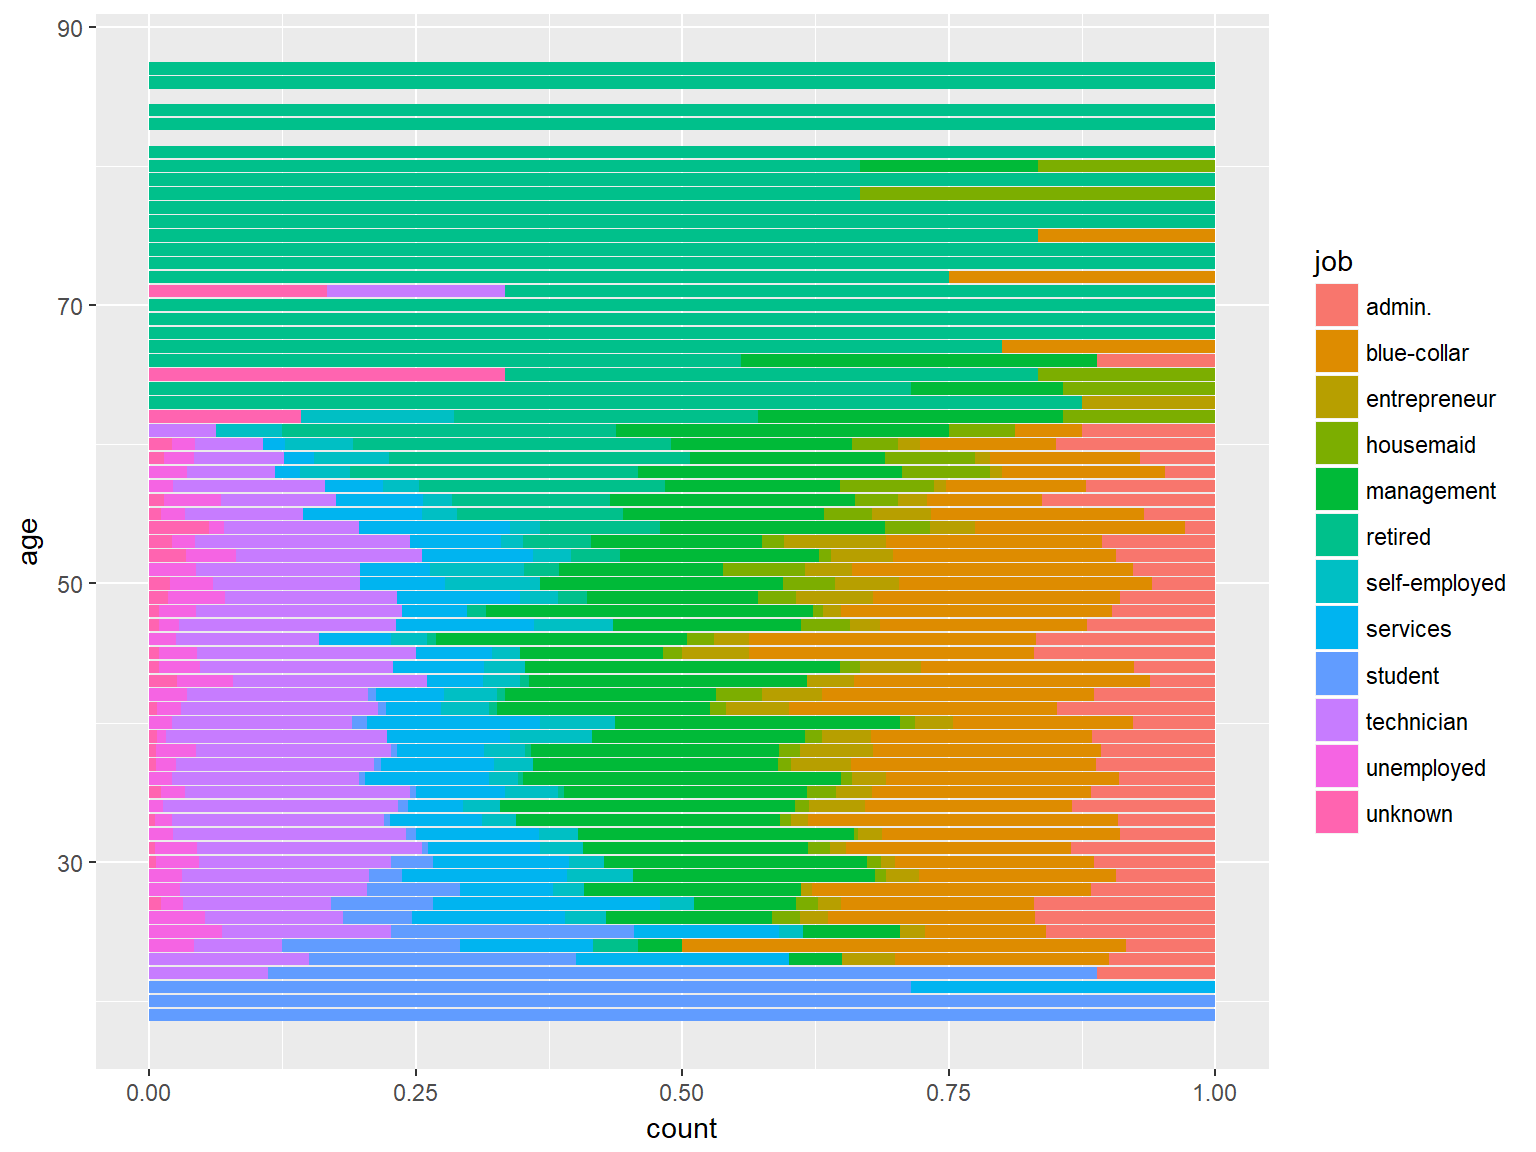 90
70
50
30
age
0.00
0.25
0.50
0.75
1.00
count
job
admin.
blue-collar
entrepreneur
housemaid
management
retired
self-employed
services
student
technician
unemployed
unknown